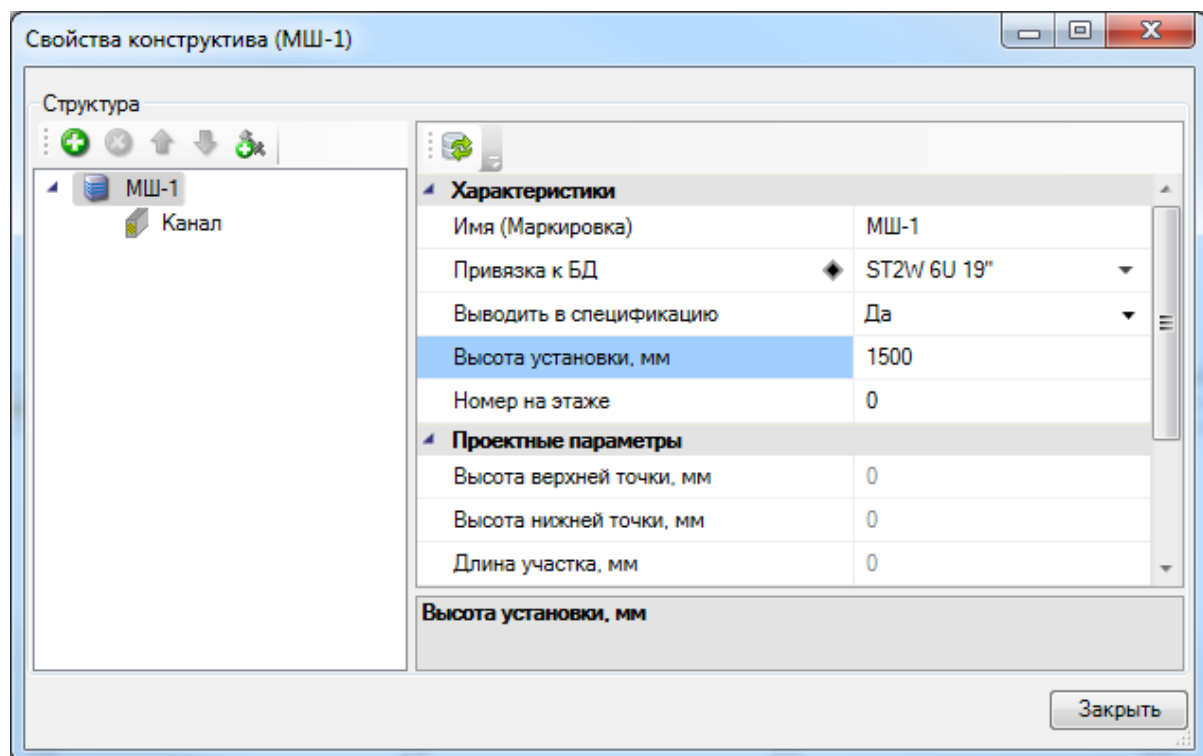 Свойства конструктива (МШ-1)
Структура
МШ-1
Канал
Характеристики
Имя (Маркировка) МШ-1
Привязка к БД ST2W 6U 19"
Выводить в спецификацию Да
Высота установки, мм 1500
Номер на этаже 0
Проектные параметры
Высота верхней точки, мм 0
Высота нижней точки, мм 0
Длина участка, мм 0
Высота установки, мм
Закрыть